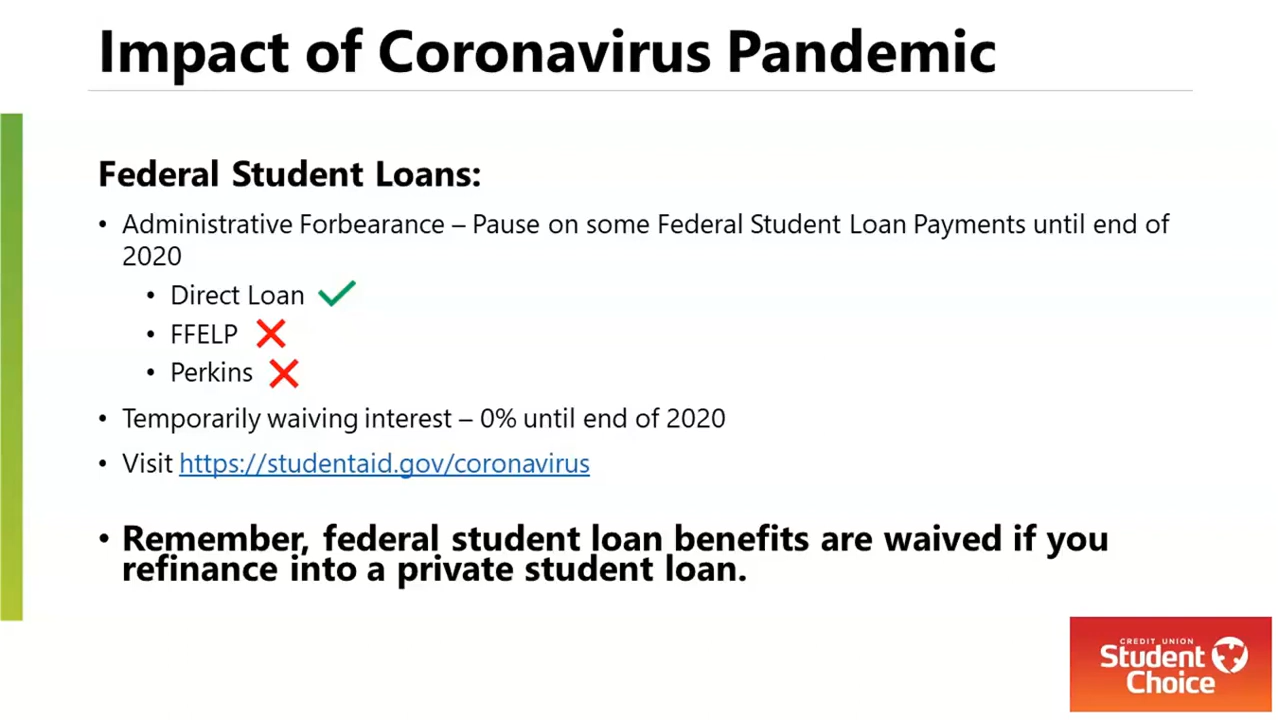 Impact of Coronavirus Pandemic
Federal Student Loans:
• Administrative Forbearance – Pause on some Federal Student Loan Payments until end of
2020
• Direct Loan
• FFELP
• Perkins
• Temporarily waiving interest – 0% until end of 2020
• Visit https://studentaid.gov/coronavirus
• Remember, federal student loan benefits are waived if you
refinance into a private student loan.
CREDIT UNION
Student
Choice